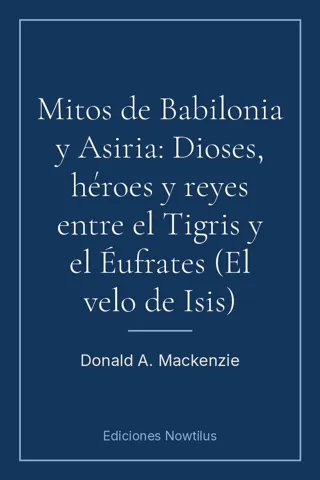 Mitos de Babilonia
y Asiria: Dioses,
héroes y reyes
entre el Tigris y
el Éufrates (El
velo de Isis)
Donald A. Mackenzie
Ediciones Nowtilus